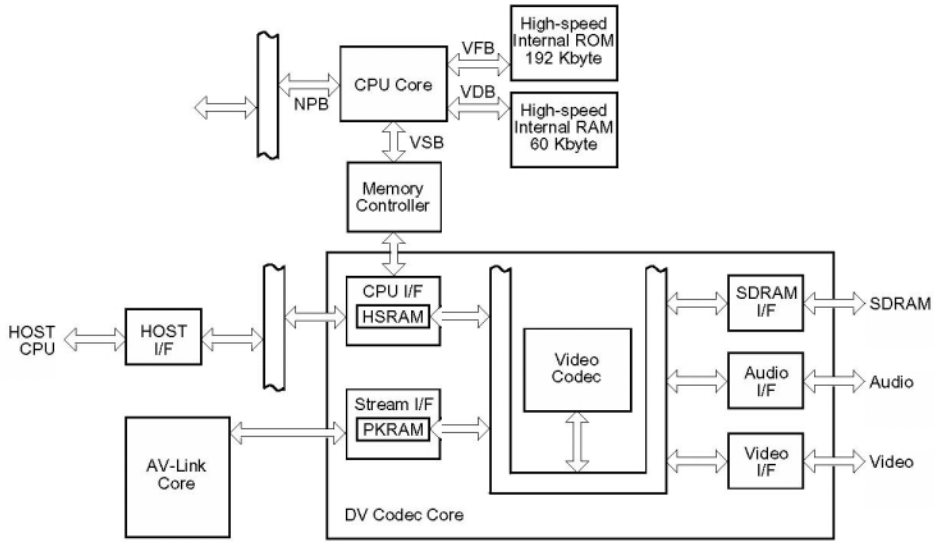 High-speed
Internal ROM
192 Kbyte
VFB
CPU Core
NPB
VDB
High-speed
Internal RAM
60 Kbyte
VSB
Memory
Controller
CPU I/F
HSRAM
SDRAM
I/F
SDRAM
HOST
CPU
HOST
I/F
Video
Codec
Audio
I/F
Audio
Stream I/F
PKRAM
AV-Link
Core
Video
I/F
Video
DV Codec Core